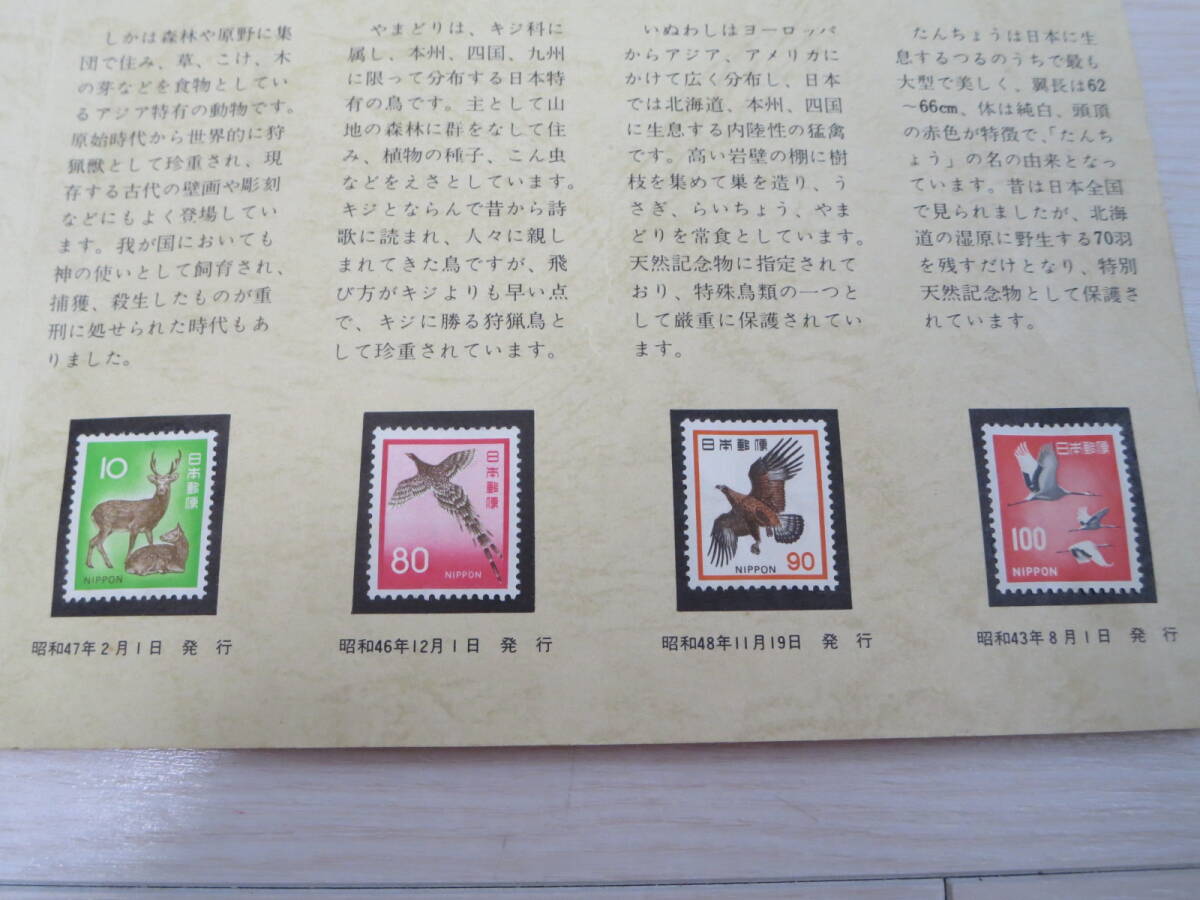 しかは森林や原野に集
団で住み、草、こけ、木
の芽などを食物としてい
るアジア特有の動物です。
原始時代から世界的に狩
猟獣として珍重され、現
存する古代の壁画や彫刻
などにもよく登場してい
ます。我が国においても
神の使いとして飼育され、
捕獲、殺生したものが重
刑に処せられた時代もあ
りました。
10
日本郵便
NIPPON
昭和47年2月1日 発 行
やまどりは、キジ科に
属し、本州、四国、九州
に限って分布する日本特
有の鳥です。主として山
地の森林に群をなして住
み、植物の種子、こん虫
などをえさとしています。
キジとならんで昔から詩
歌に読まれ、人々に親し
まれてきた鳥ですが、飛
び方がキジよりも早い点
で、キジに勝る狩猟鳥と
して珍重されています。
日本郵便
80
NIPPON
昭和46年12月1日 発 行
いぬわしはヨーロッパ
からアジア、アメリカに
かけて広く分布し、日本
では北海道、本州、四国
に生息する内陸性の猛禽
です。高い岩壁の棚に樹
枝を集めて巣を造り、う
さぎ、らいちょう、やま
どりを常食としています。
天然記念物に指定されて
おり、特殊鳥類の一つと
して厳重に保護されてい
ます。
日本郵便
NIPPON 90
昭和48年11月19日 発 行
たんちょうは日本に生
息するつるのうちで最も
大型で美しく、翼長は62
～66cm、体は純白、頭頂
の赤色が特徴で、「たんち
ょう」の名の由来となっ
ています。昔は日本全国
で見られましたが、北海
道の湿原に野生する70羽
を残すだけとなり、特別
天然記念物として保護さ
れています。
日本郵便
100
NIPPON
昭和43年8月1日 発 行